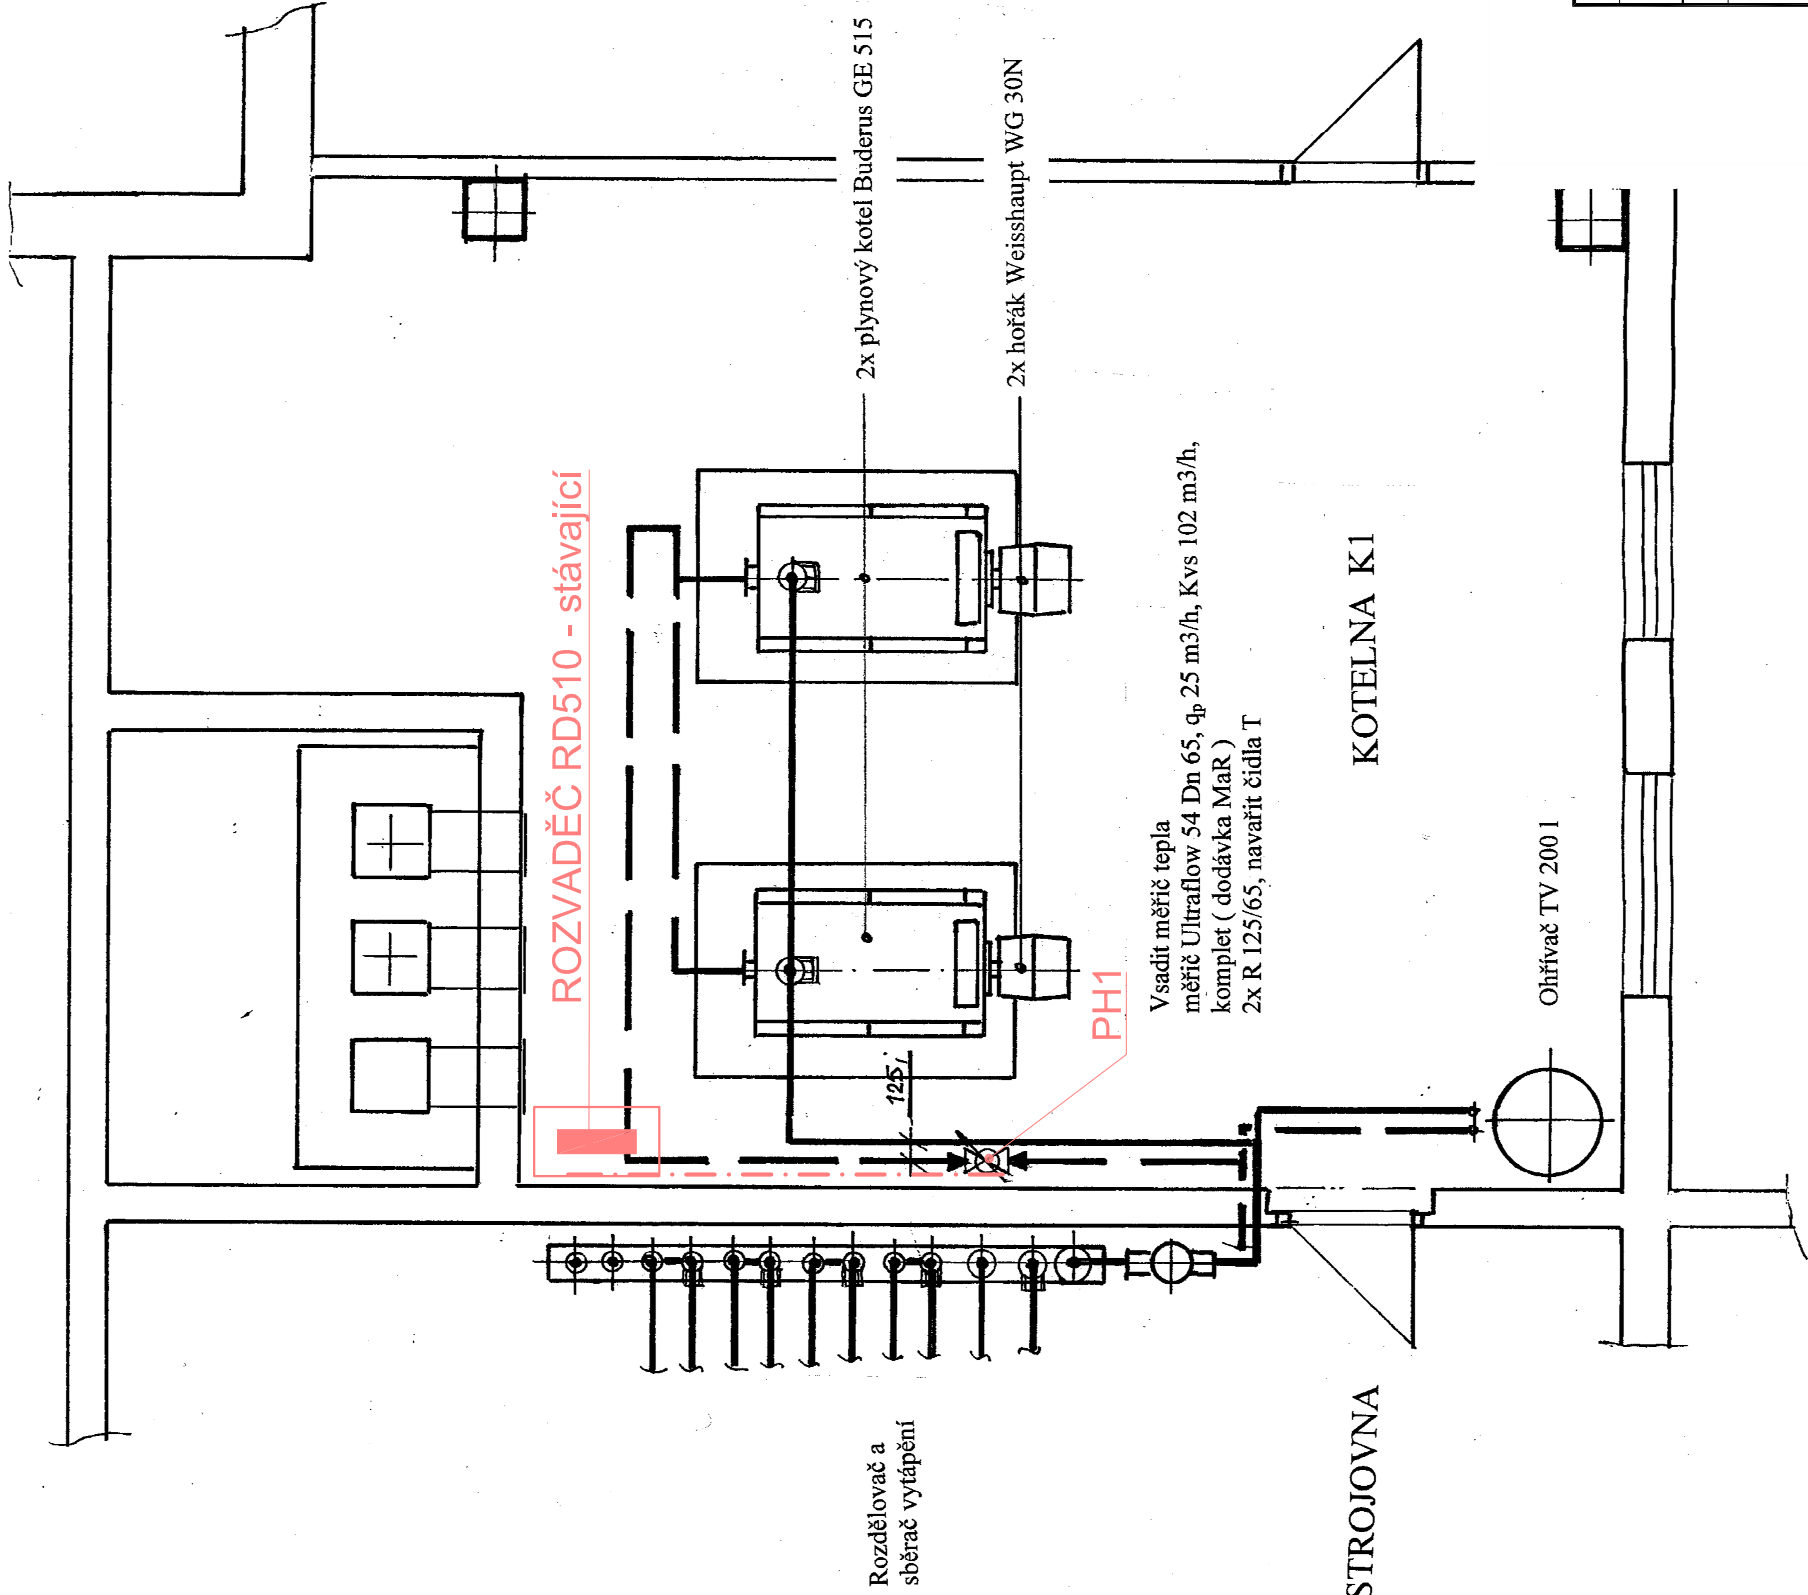 2x plynový kotel Buderus GE 515
2x hořák Weisshaupt WG 30N
ROZVADĚČ RD510 - stávající
125
PH1
Vsadit měřič tepla
měřič Ultraflow 54 Dn 65, qp 25 m3/h, Kvs 102 m3/h,
komplet ( dodávka MaR )
2x R 125/65, navařit čidla T
KOTELNA K1
Ohřívač TV 200 l
Rozdělovač a
sběrač vytápění
STROJOVNA